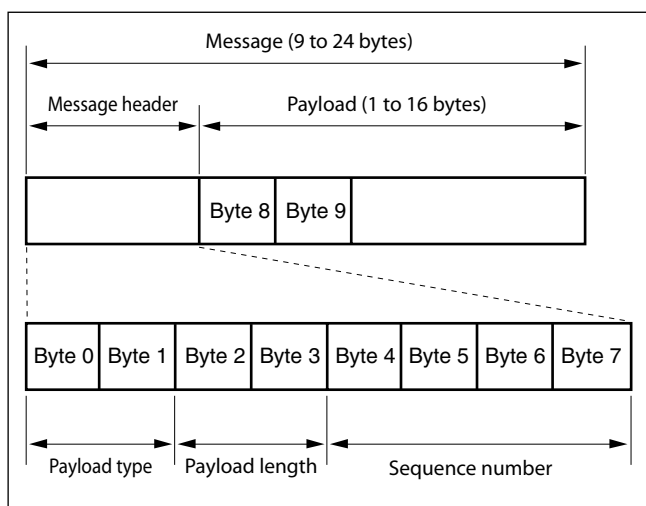 Message (9 to 24 bytes)
Message header
Payload (1 to 16 bytes)
Byte 8
Byte 9
Byte 0
Byte 1
Byte 2
Byte 3
Byte 4
Byte 5
Byte 6
Byte 7
Payload type
Payload length
Sequence number